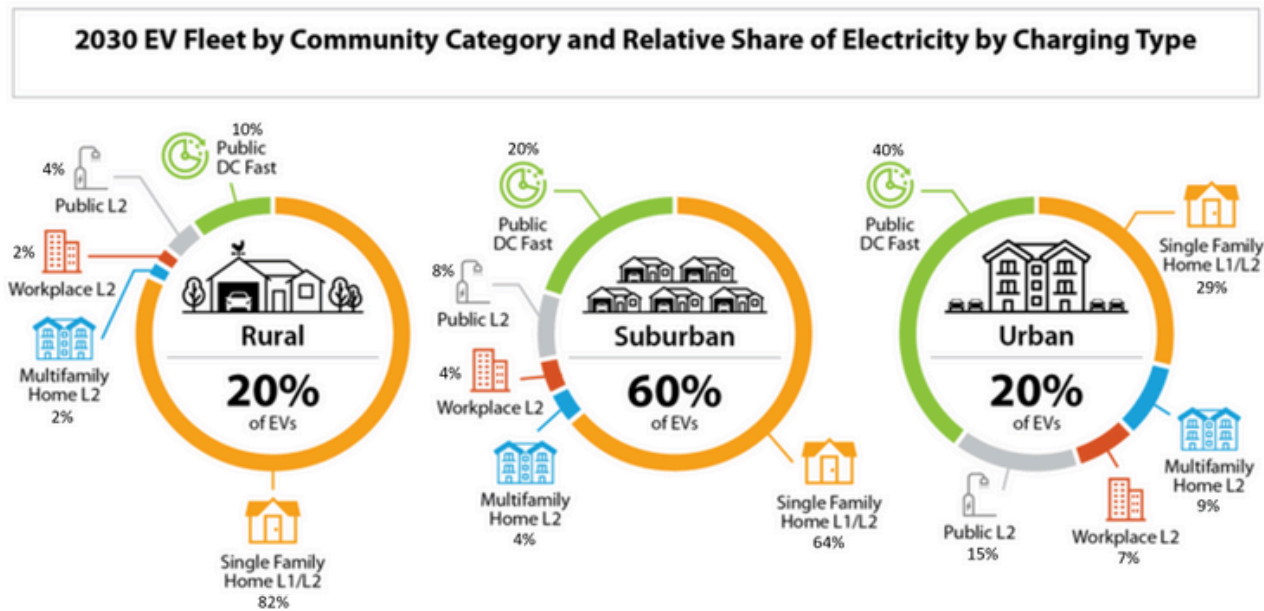 2030 EV Fleet by Community Category and Relative Share of Electricity by Charging Type
10%
Public
DC Fast
4%
Public L2
2%
Workplace L2
Multifamily
Home L2
2%
Rural
20%
of EVs
Single Family
Home L1/L2
82%
20%
Public
DC Fast
8%
Public L2
4%
Workplace L2
Multifamily
Home L2
4%
Suburban
60%
of EVs
Single Family
Home L1/L2
64%
40%
Public
DC Fast
Urban
20%
of EVs
Single Family
Home L1/L2
29%
Multifamily
Home L2
9%
Workplace L2
7%
Public L2
15%